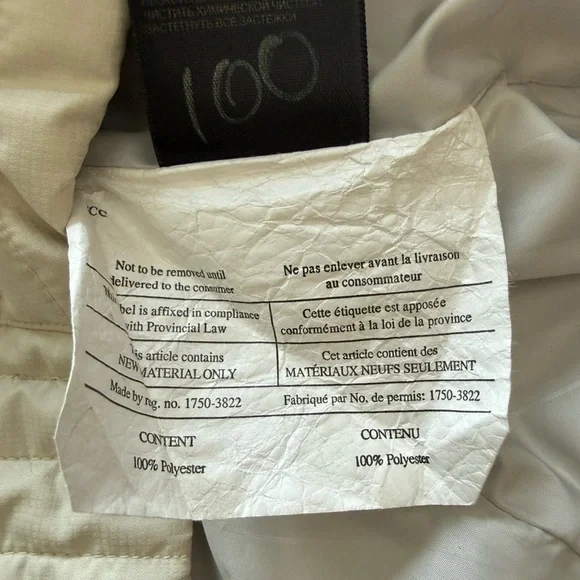 ЧИСТИТЬ ХИМИЧЕСКОЙ ЧИСТКОЙ
ЗАСТЕГНУТЬ ВСЕ ЗАСТЕЖКИ
100
Not to be removed until
delivered to the consumer
Ne pas enlever avant la livraison
au consommateur
label is affixed in compliance
with Provincial Law
Cette étiquette est apposée
conformément à la loi de la province
this article contains
NEW MATERIAL ONLY
Cet article contient des
MATÉRIAUX NEUFS SEULEMENT
Made by reg. no. 1750-3822
Fabriqué par No. de permis: 1750-3822
CONTENT
100% Polyester
CONTENU
100% Polyester